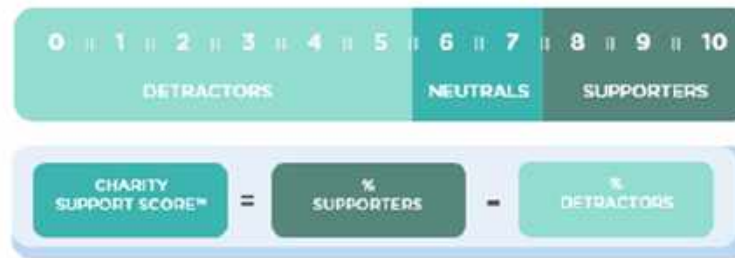 0 1 2 3 4 5 6 7 8 9 10
DETRACTORS NEUTRALS SUPPORTERS
CHARITY
SUPPORT SCORE™
=
%
SUPPORTERS
-
%
DETRACTORS